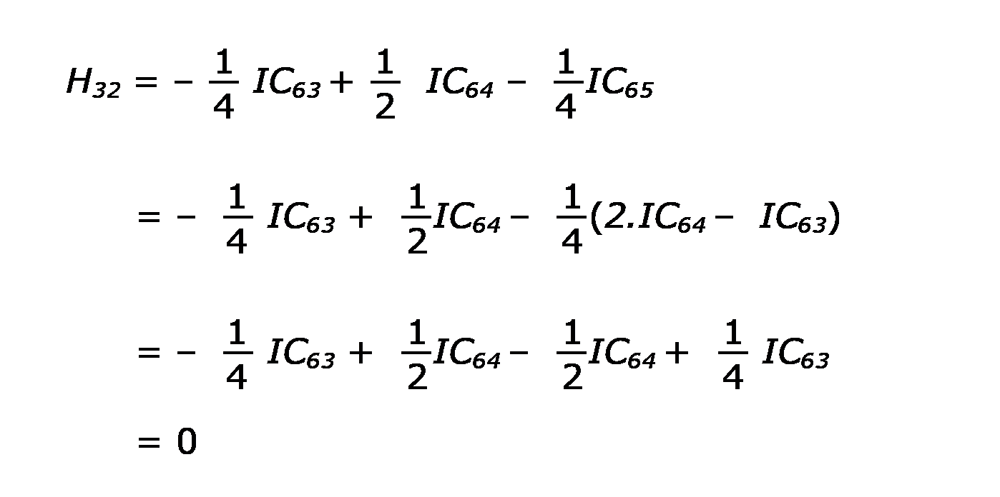 H₃₂ = – 1/4 IC₆₃ + 1/2 IC₆₄ – 1/4 IC₆₅
= – 1/4 IC₆₃ + 1/2 IC₆₄ – 1/4 (2.IC₆₄ – IC₆₃)
= – 1/4 IC₆₃ + 1/2 IC₆₄ – 1/2 IC₆₄ + 1/4 IC₆₃
= 0